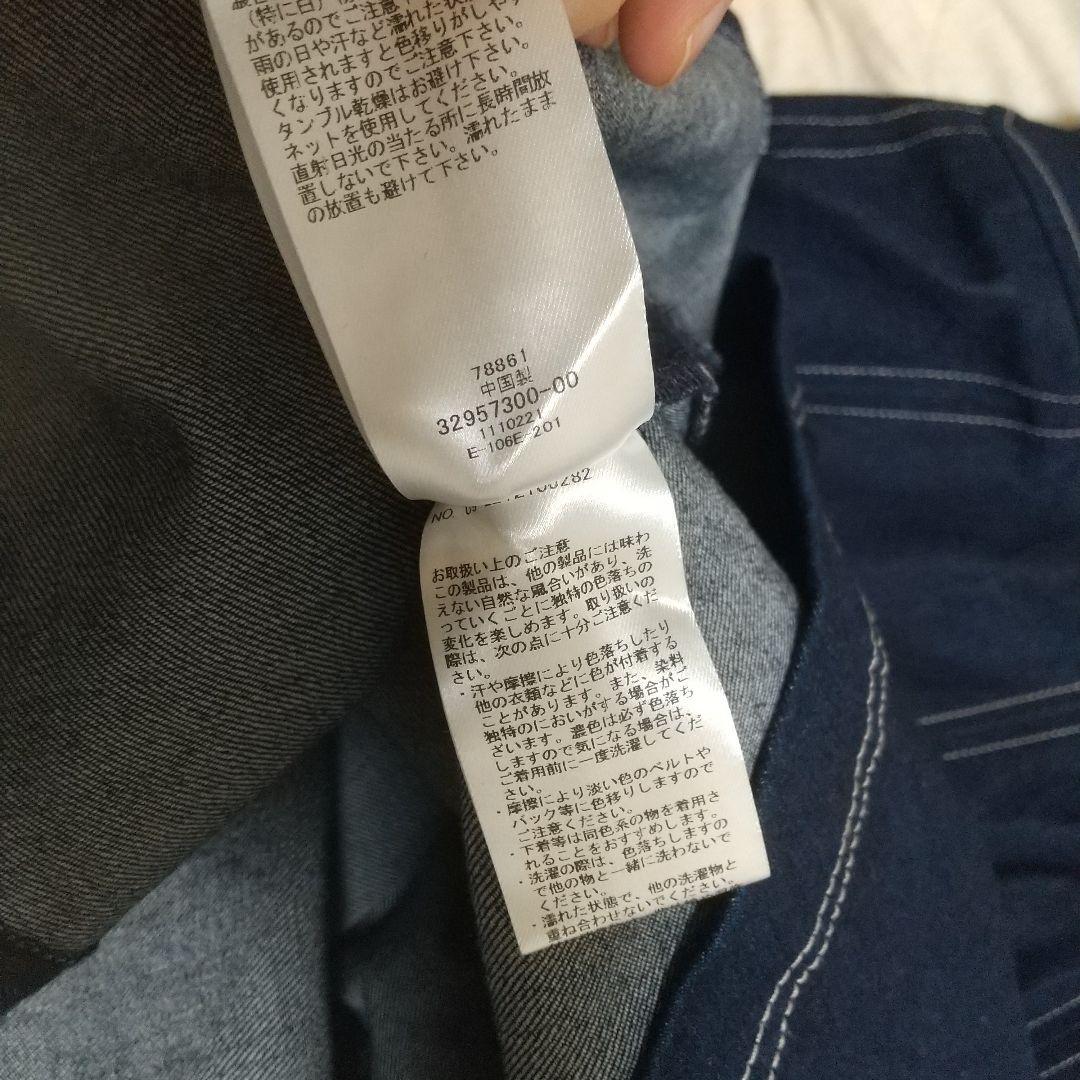 (特に白)
があるのでご注意下
雨の日や汗など濡れた状態
使用されますと色移りがしやす
くなりますのでご注意下さい。
タンブル乾燥はお避け下さい。
ネットを使用してください。
直射日光の当たる所に長時間放
置しないで下さい。濡れたまま
の放置も避けて下さい。
78861
中国製
32957300-00
1110221
E-106E-201
NO. 09
お取扱い上のご注意
この製品は、他の製品には味わ
えない自然な風合いがあり、洗
っていくごとに独特の色落ちの
変化を楽しめます。取り扱いの
際は、次の点に十分ご注意くだ
さい。
・汗や摩擦により色落ちしたり
他の衣類などに色が付着する
ことがあります。また、染料
独特のにおいがする場合がご
ざいます。濃色は必ず色落ち
しますので気になる場合は、
ご着用前に一度洗濯してくだ
さい。
・摩擦により淡い色のベルトや
バック等に色移りしますので
ご注意ください。
・下着等は同色系の物を着用さ
れることをおすすめします。
・洗濯の際は、色落ちしますの
で他の物と一緒に洗わないで
ください。
・濡れた状態で、他の洗濯物と
重ね合わせないでください。